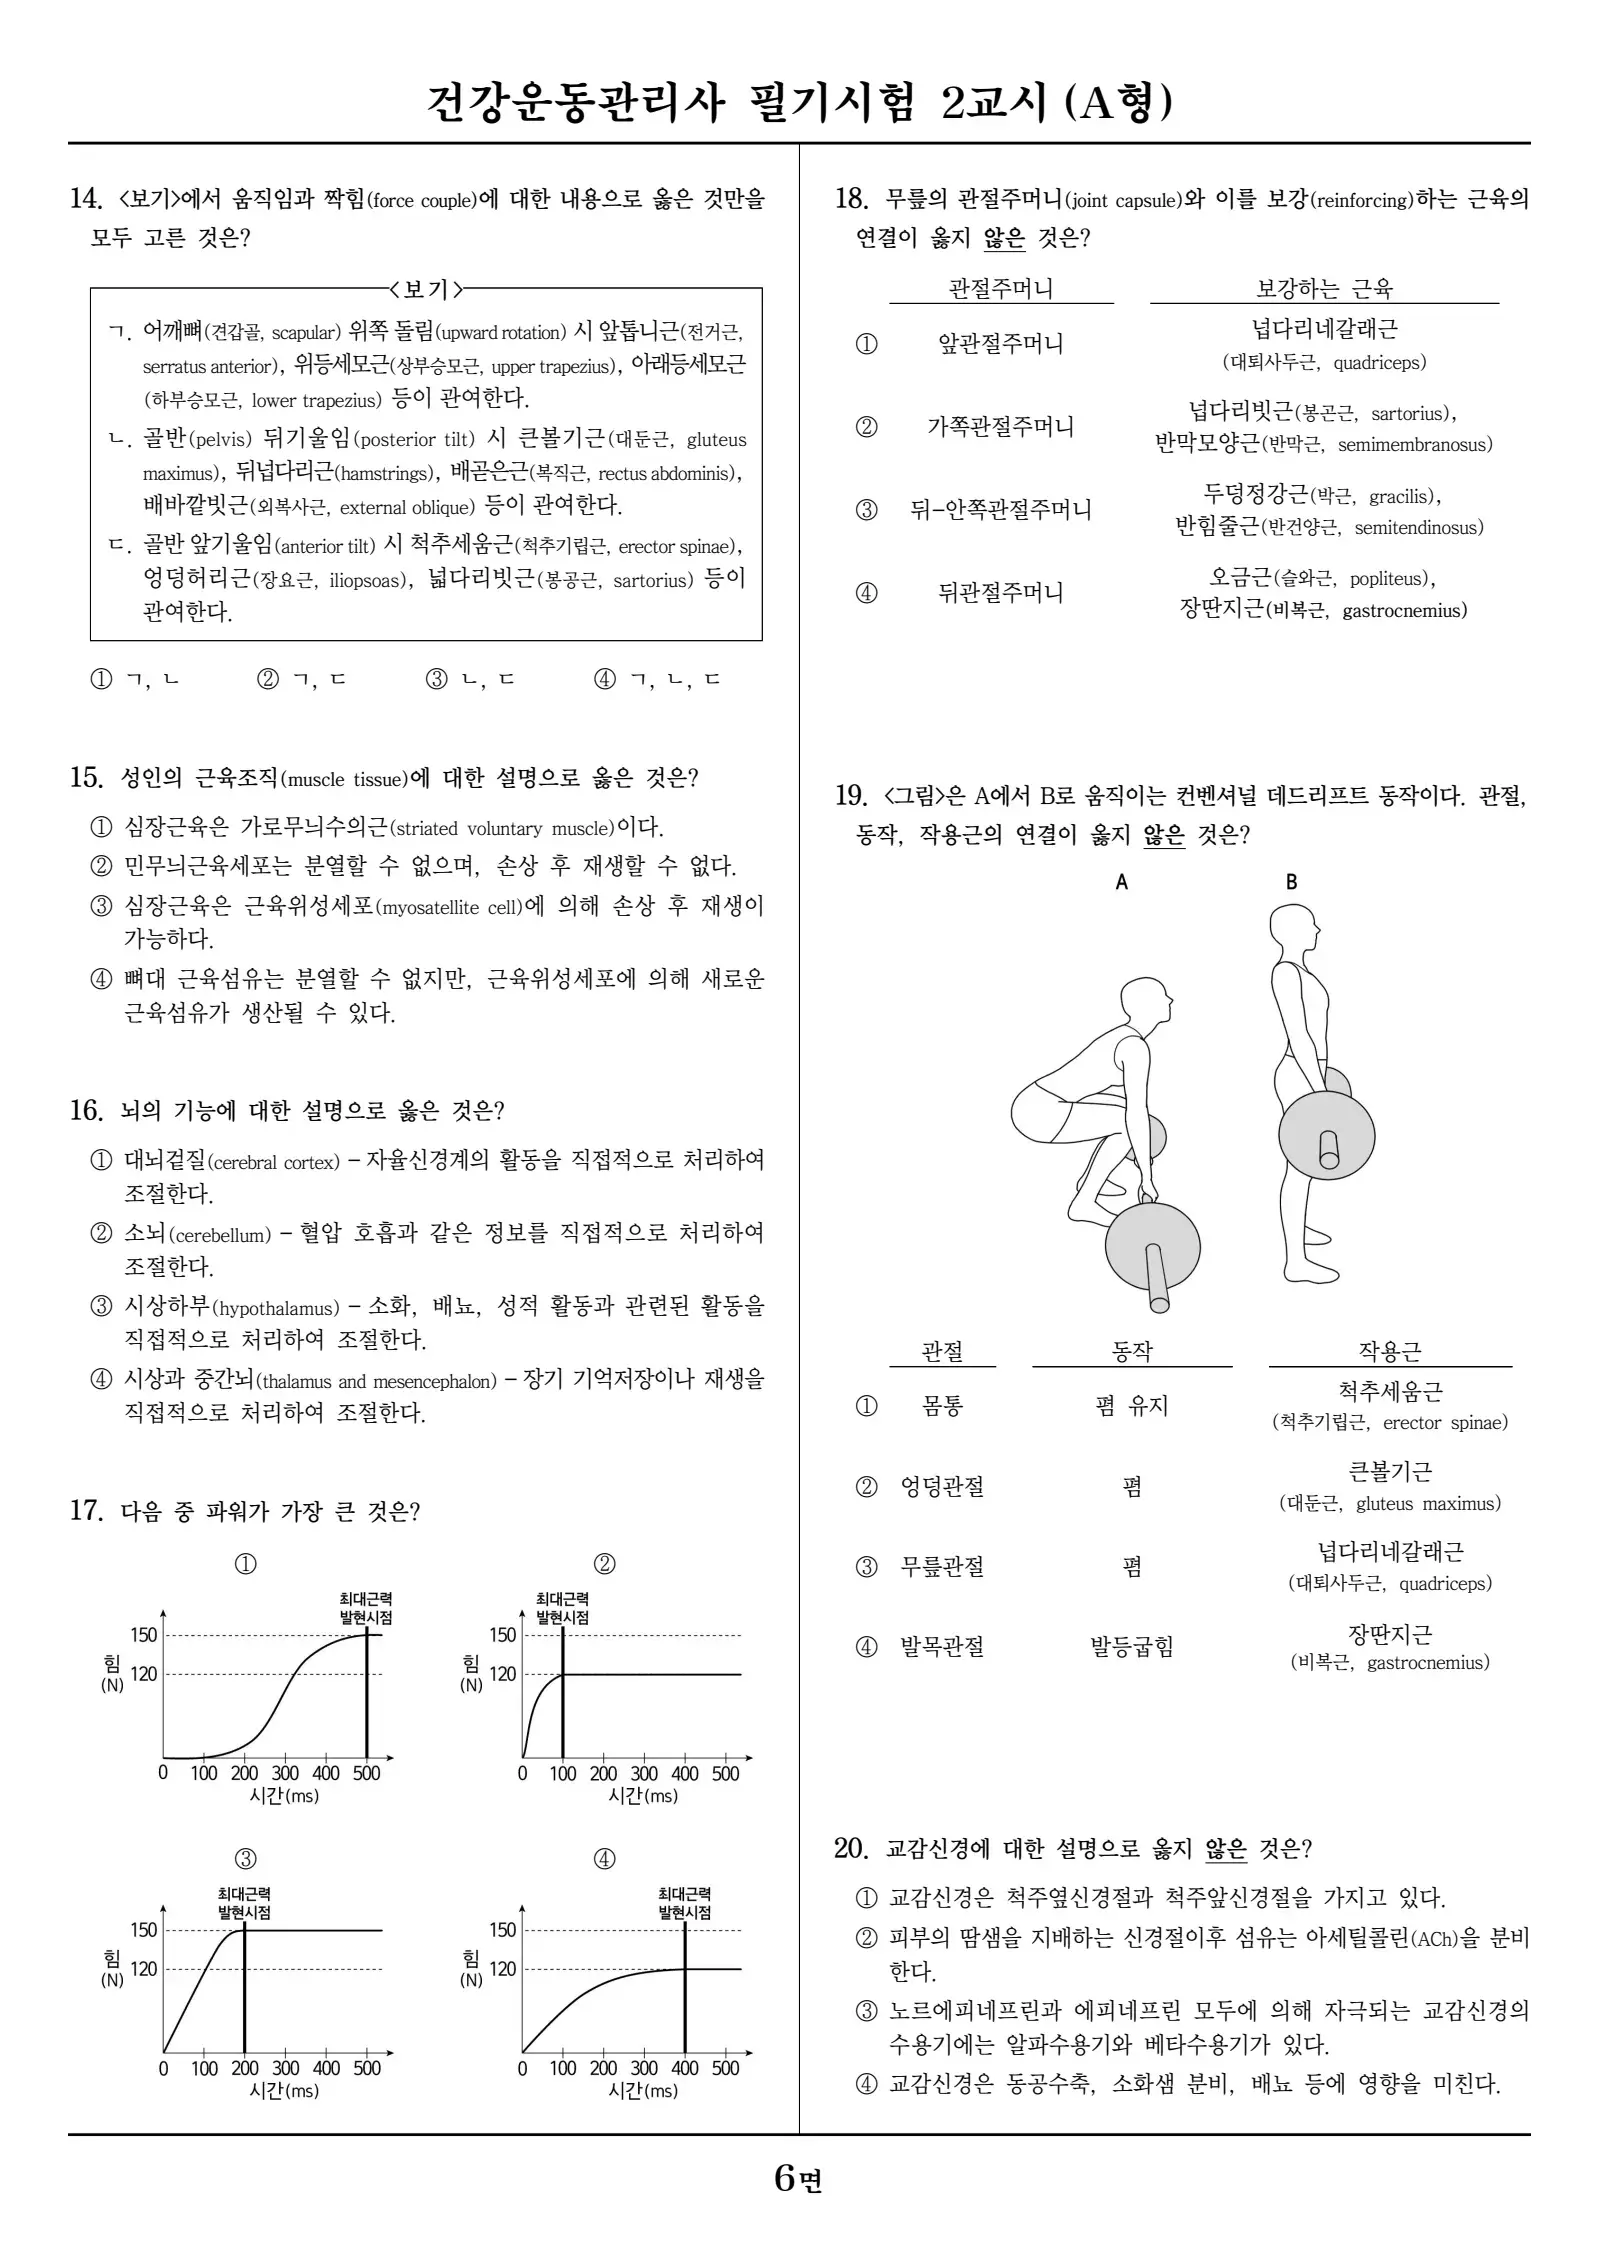 건강운동관리사 필기시험 2교시 (A형)
14. <보기>에서 움직임과 짝힘(force couple)에 대한 내용으로 옳은 것만을
모두 고른 것은?
<보기>
ㄱ. 어깨뼈(견갑골, scapular) 위쪽 돌림(upward rotation) 시 앞톱니근(전거근,
serratus anterior), 위등세모근(상부승모근, upper trapezius), 아래등세모근
(하부승모근, lower trapezius) 등이 관여한다.
ㄴ. 골반(pelvis) 뒤기울임(posterior tilt) 시 큰볼기근(대둔근, gluteus
maximus), 뒤넙다리근(hamstrings), 배곧은근(복직근, rectus abdominis),
배바깥빗근(외복사근, external oblique) 등이 관여한다.
ㄷ. 골반 앞기울임(anterior tilt) 시 척추세움근(척추기립근, erector spinae),
엉덩허리근(장요근, iliopsoas), 넓다리빗근(봉공근, sartorius) 등이
관여한다.
① ㄱ, ㄴ ② ㄱ, ㄷ ③ ㄴ, ㄷ ④ ㄱ, ㄴ, ㄷ
15. 성인의 근육조직(muscle tissue)에 대한 설명으로 옳은 것은?
① 심장근육은 가로무늬수의근(striated voluntary muscle)이다.
② 민무늬근육세포는 분열할 수 없으며, 손상 후 재생할 수 없다.
③ 심장근육은 근육위성세포(myosatellite cell)에 의해 손상 후 재생이
가능하다.
④ 뼈대 근육섬유는 분열할 수 없지만, 근육위성세포에 의해 새로운
근육섬유가 생산될 수 있다.
16. 뇌의 기능에 대한 설명으로 옳은 것은?
① 대뇌겉질(cerebral cortex) – 자율신경계의 활동을 직접적으로 처리하여
조절한다.
② 소뇌(cerebellum) – 혈압 호흡과 같은 정보를 직접적으로 처리하여
조절한다.
③ 시상하부(hypothalamus) – 소화, 배뇨, 성적 활동과 관련된 활동을
직접적으로 처리하여 조절한다.
④ 시상과 중간뇌(thalamus and mesencephalon) – 장기 기억저장이나 재생을
직접적으로 처리하여 조절한다.
17. 다음 중 파워가 가장 큰 것은?
① ②
최대근력 최대근력
발현시점 발현시점
150 150
힘 힘
(N) 120 (N) 120
0 100 200 300 400 500 0 100 200 300 400 500
시간(ms) 시간(ms)
③ ④
최대근력 최대근력
발현시점 발현시점
150 150
힘 힘
(N) 120 (N) 120
0 100 200 300 400 500 0 100 200 300 400 500
시간(ms) 시간(ms)
18. 무릎의 관절주머니(joint capsule)와 이를 보강(reinforcing)하는 근육의
연결이 옳지 않은 것은?
관절주머니 보강하는 근육
① 앞관절주머니 넙다리네갈래근
(대퇴사두근, quadriceps)
② 가쪽관절주머니 넙다리빗근(봉곤근, sartorius),
반막모양근(반막근, semimembranosus)
③ 뒤–안쪽관절주머니 두덩정강근(박근, gracilis),
반힘줄근(반건양근, semitendinosus)
④ 뒤관절주머니 오금근(슬와근, popliteus),
장딴지근(비복근, gastrocnemius)
19. <그림>은 A에서 B로 움직이는 컨벤셔널 데드리프트 동작이다. 관절,
동작, 작용근의 연결이 옳지 않은 것은?
A B
관절 동작 작용근
① 몸통 폄 유지 척추세움근
(척추기립근, erector spinae)
② 엉덩관절 폄 큰볼기근
(대둔근, gluteus maximus)
③ 무릎관절 폄 넙다리네갈래근
(대퇴사두근, quadriceps)
④ 발목관절 발등굽힘 장딴지근
(비복근, gastrocnemius)
20. 교감신경에 대한 설명으로 옳지 않은 것은?
① 교감신경은 척주옆신경절과 척주앞신경절을 가지고 있다.
② 피부의 땀샘을 지배하는 신경절이후 섬유는 아세틸콜린(ACh)을 분비
한다.
③ 노르에피네프린과 에피네프린 모두에 의해 자극되는 교감신경의
수용기에는 알파수용기와 베타수용기가 있다.
④ 교감신경은 동공수축, 소화샘 분비, 배뇨 등에 영향을 미친다.
6면